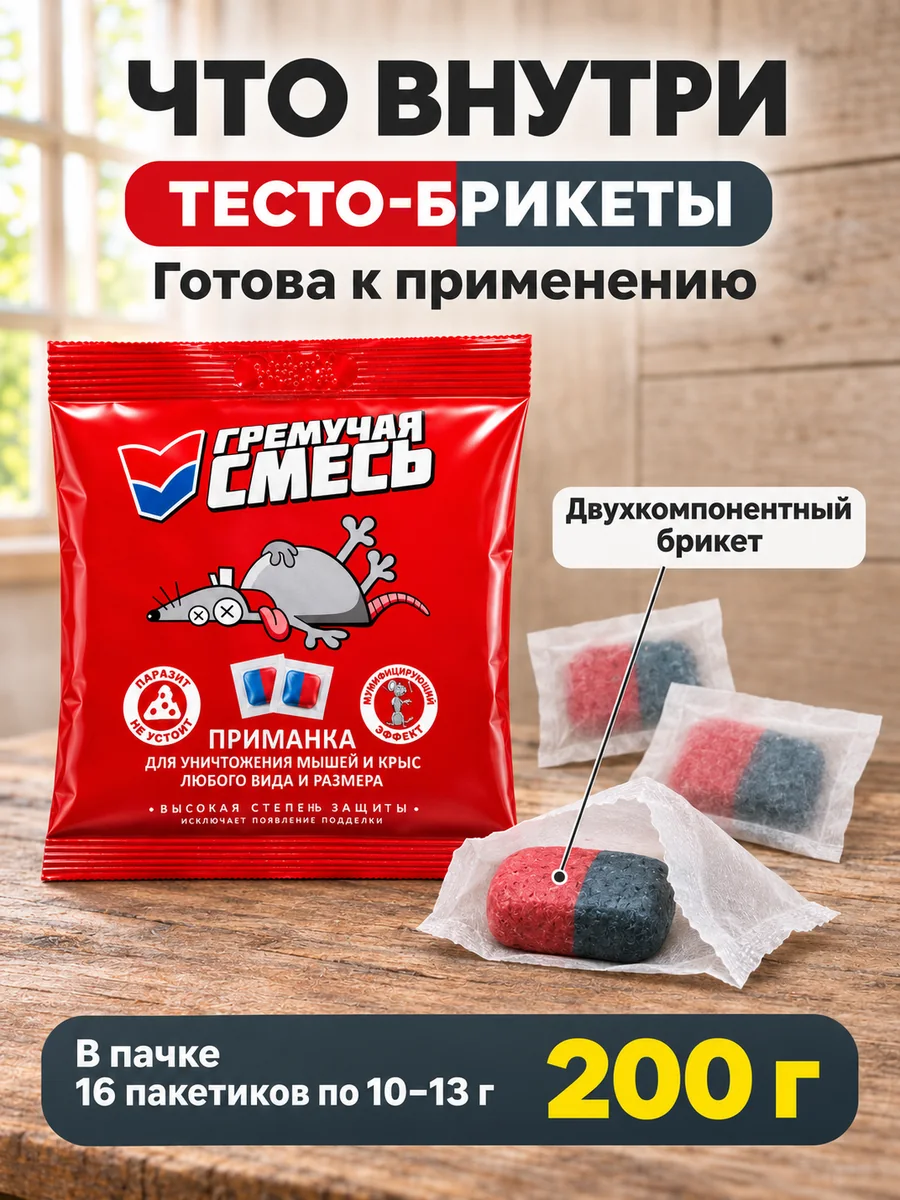 ЧТО ВНУТРИ
ТЕСТО-БРИКЕТЫ
Готова к применению
ГРЕМУЧАЯ
СМЕСЬ
Двухкомпонентный
брикет
ПАРАЗИТ
НЕ УСТОИТ
МУМИФИЦИРУЮЩИЙ
ЭФФЕКТ
ПРИМАНКА
ДЛЯ УНИЧТОЖЕНИЯ МЫШЕЙ И КРЫС
ЛЮБОГО ВИДА И РАЗМЕРА
• ВЫСОКАЯ СТЕПЕНЬ ЗАЩИТЫ •
ИСКЛЮЧАЕТ ПОЯВЛЕНИЕ ПОДДЕЛКИ
В пачке
16 пакетиков по 10–13 г
200 г